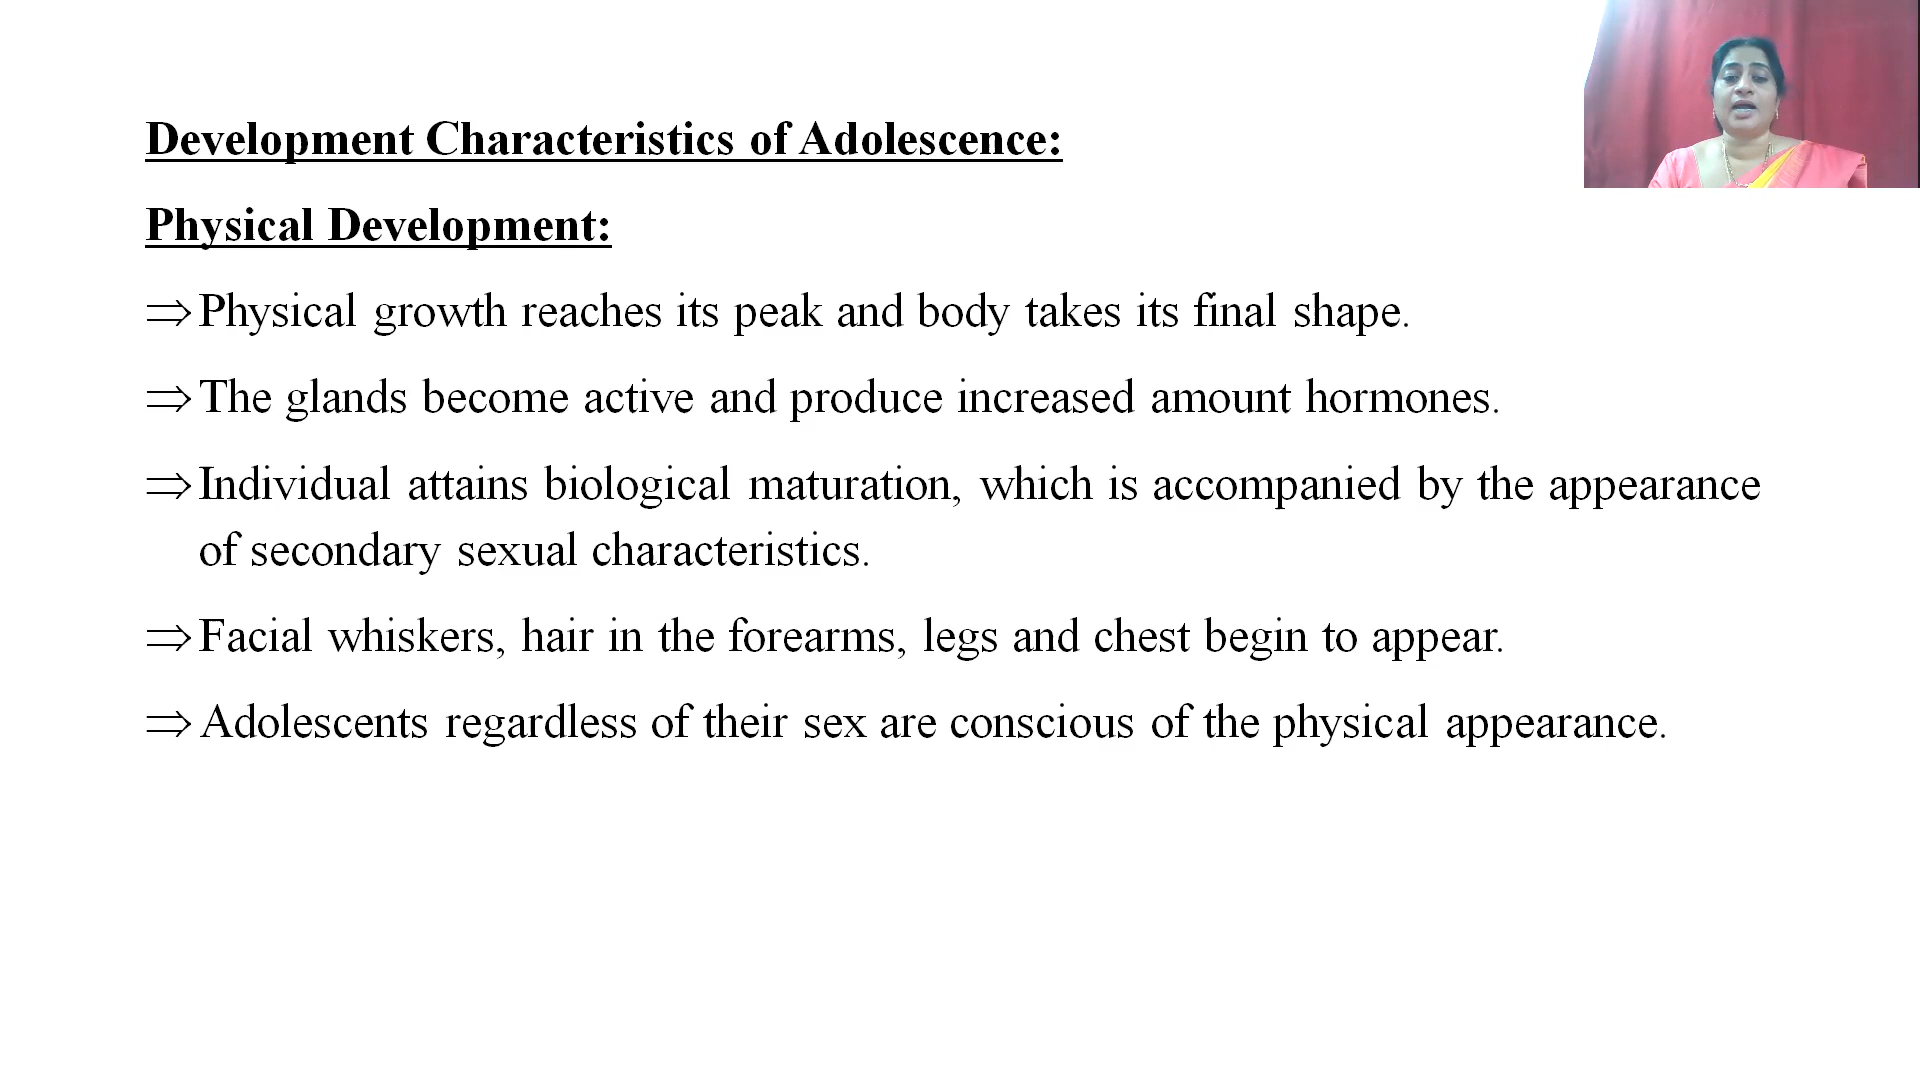 Development Characteristics of Adolescence:
Physical Development:
⇒Physical growth reaches its peak and body takes its final shape.
⇒The glands become active and produce increased amount hormones.
⇒Individual attains biological maturation, which is accompanied by the appearance
of secondary sexual characteristics.
⇒Facial whiskers, hair in the forearms, legs and chest begin to appear.
⇒Adolescents regardless of their sex are conscious of the physical appearance.